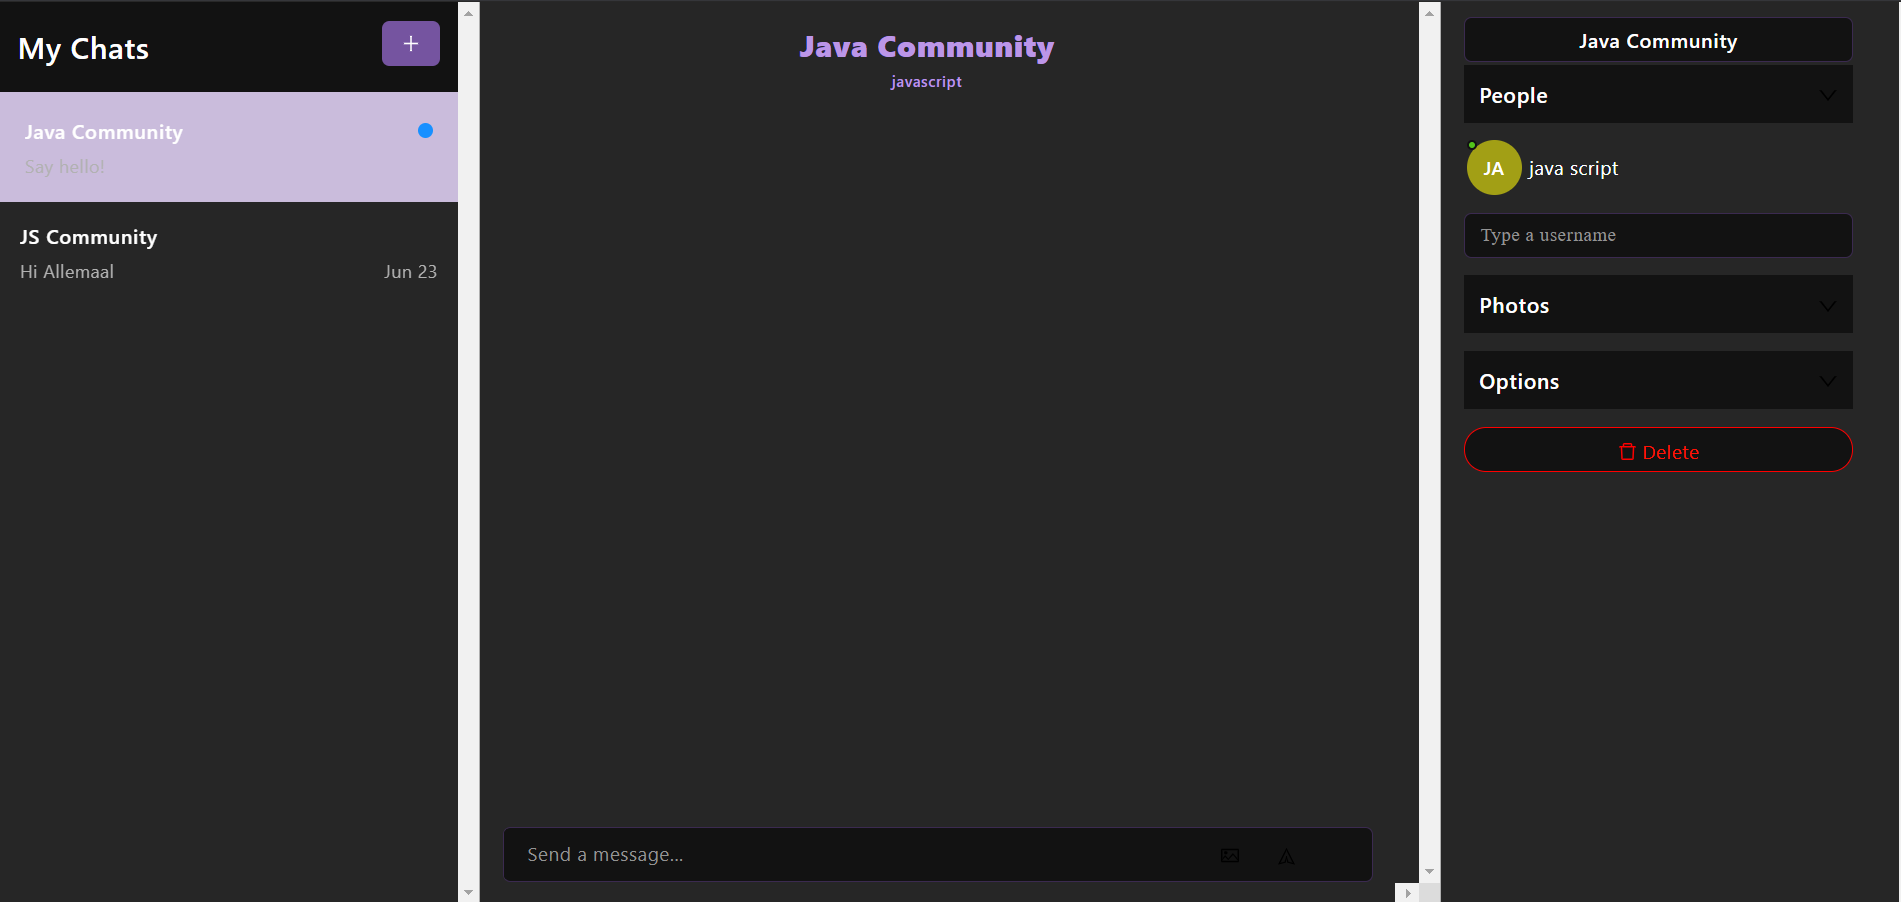 My Chats
+
Java Community
Say hello!
JS Community
Hi Allemaal
Jun 23
Java Community
javascript
Send a message...
Java Community
People
JA
java script
Type a username
Photos
Options
Delete